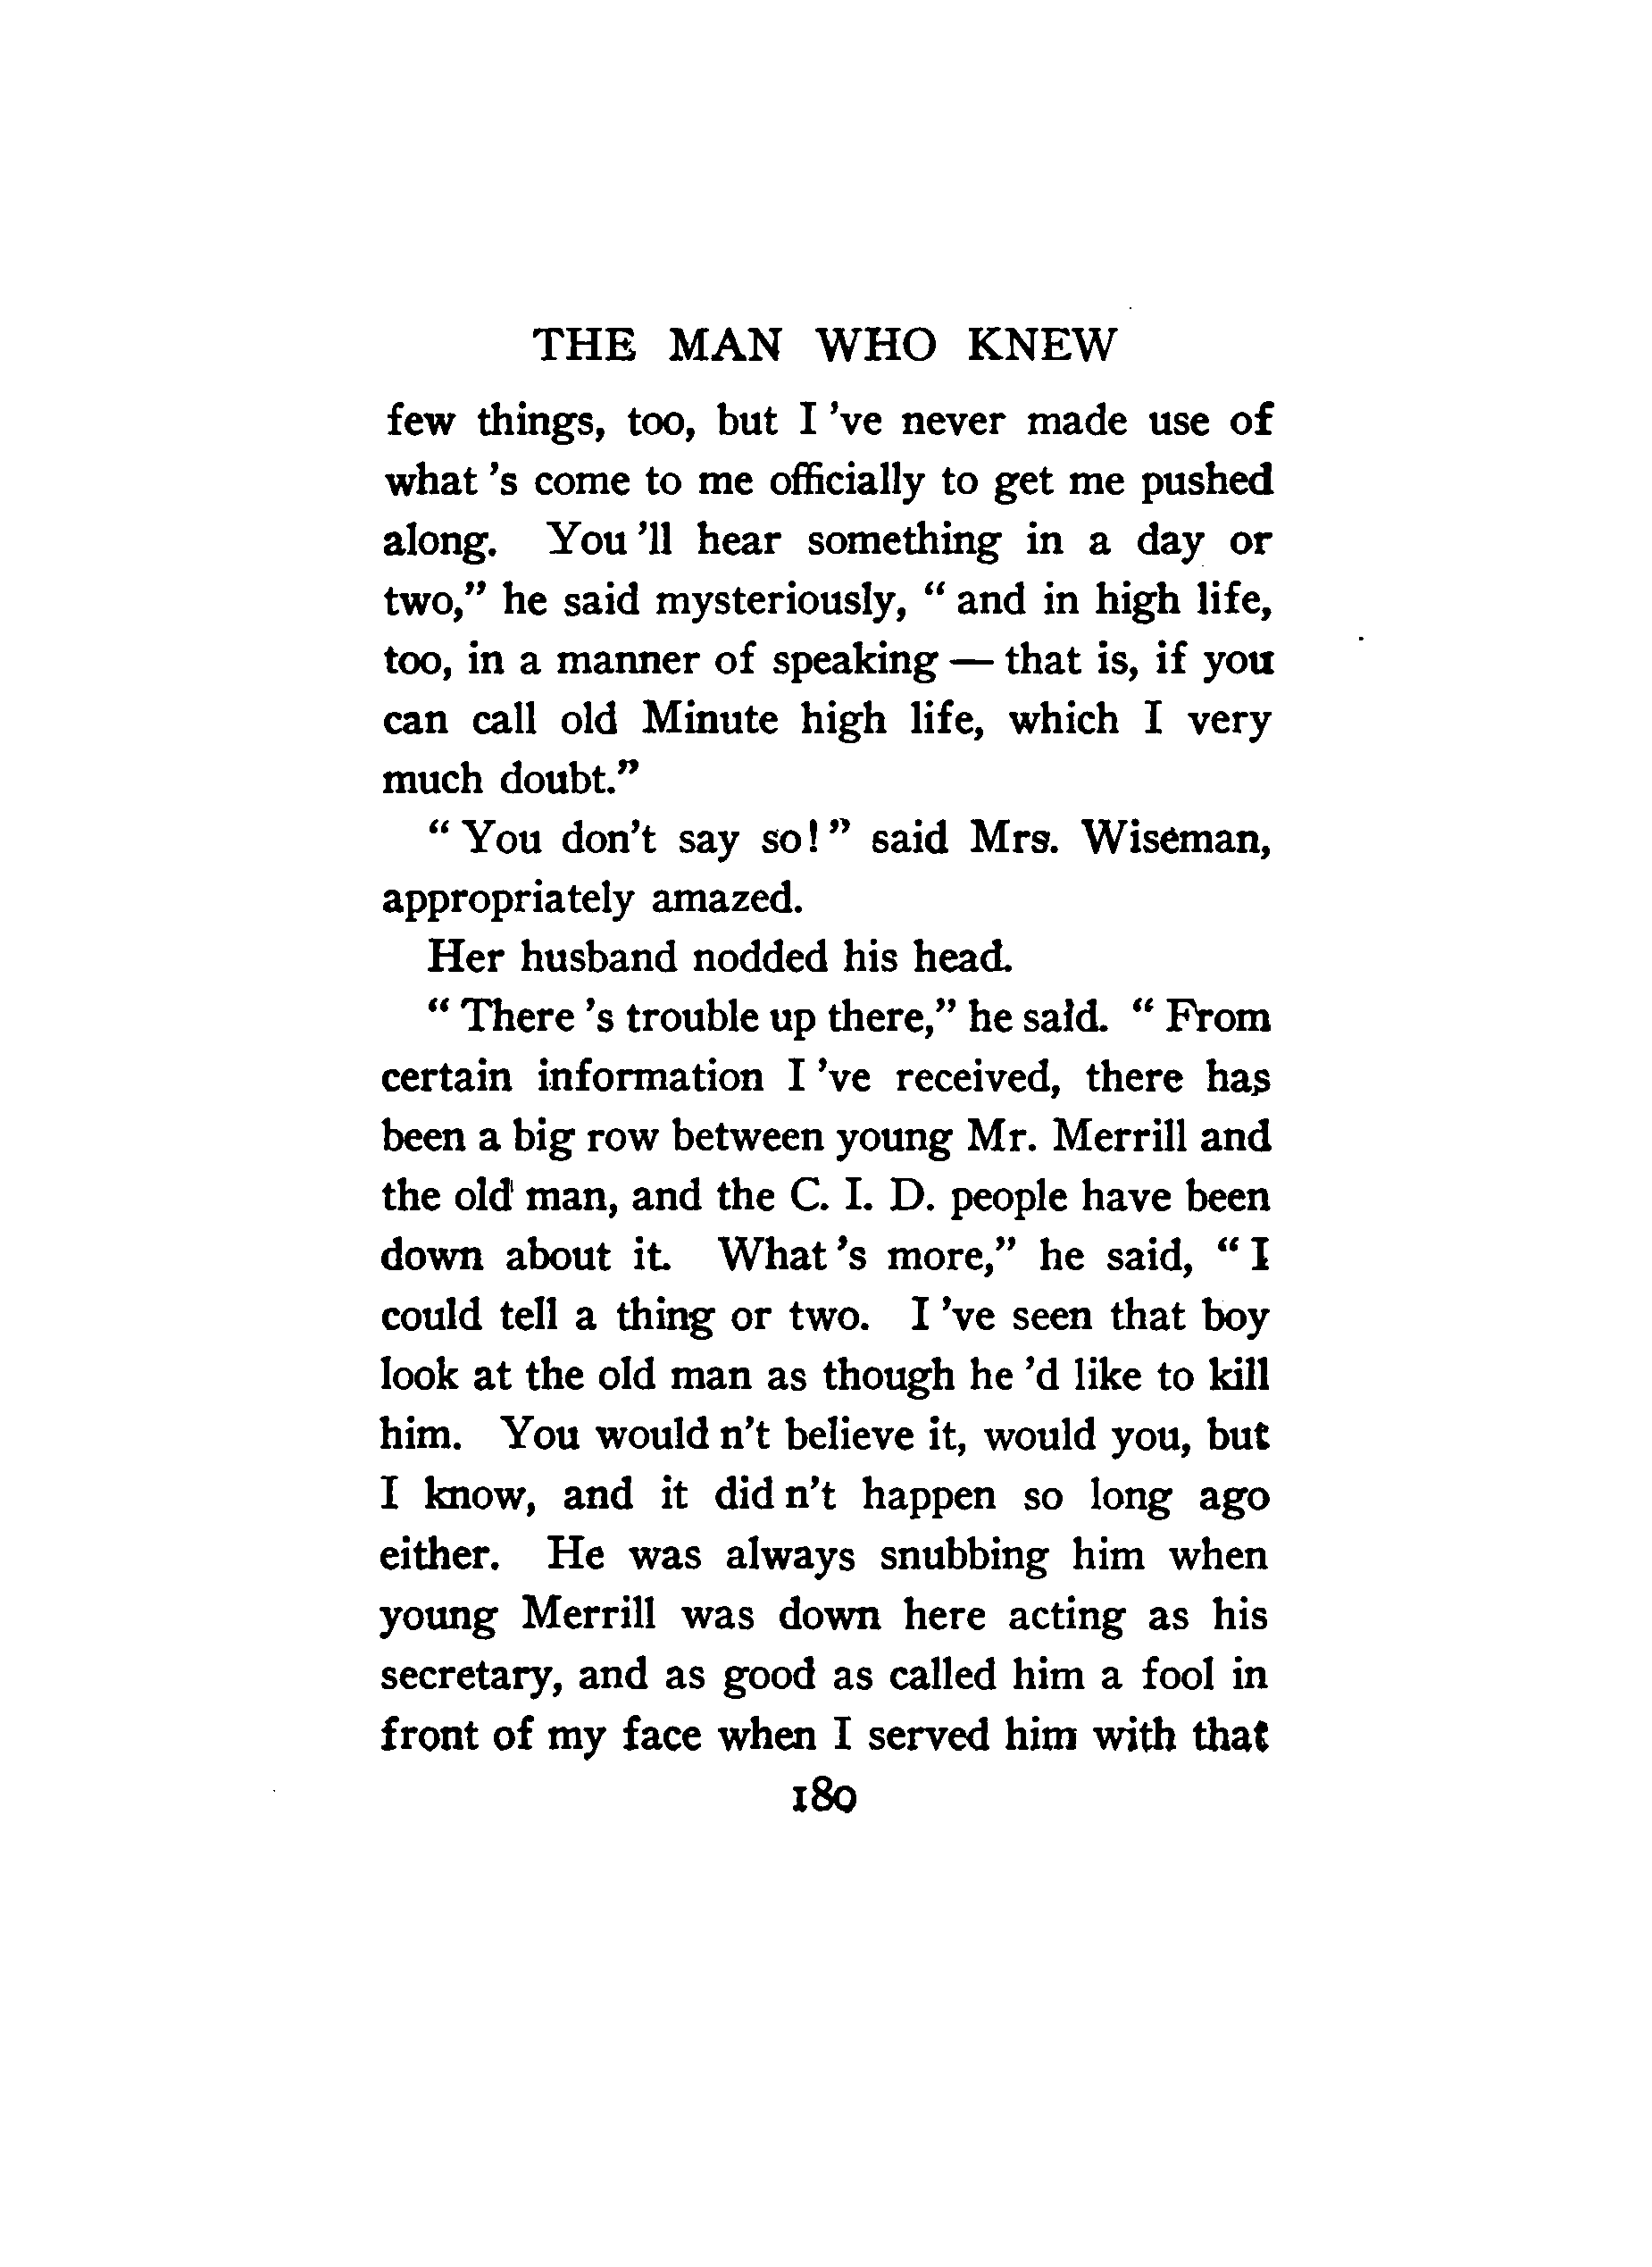 THE MAN WHO KNEW
few things, too, but I 've never made use of
what 's come to me officially to get me pushed
along. You 'll hear something in a day or
two,” he said mysteriously, “ and in high life,
too, in a manner of speaking — that is, if you
can call old Minute high life, which I very
much doubt.”
“ You don't say so! ” said Mrs. Wiseman,
appropriately amazed.
Her husband nodded his head.
“ There 's trouble up there,” he said. “ From
certain information I 've received, there has
been a big row between young Mr. Merrill and
the old man, and the C. I. D. people have been
down about it. What 's more,” he said, “ I
could tell a thing or two. I 've seen that boy
look at the old man as though he 'd like to kill
him. You would n't believe it, would you, but
I know, and it did n't happen so long ago
either. He was always snubbing him when
young Merrill was down here acting as his
secretary, and as good as called him a fool in
front of my face when I served him with that
180